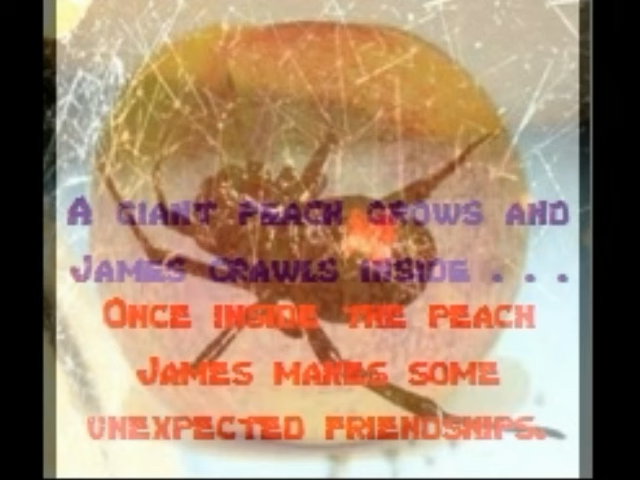 A giant peach grows and
James crawls inside . . .
Once inside the peach
James makes some
unexpected friendships.